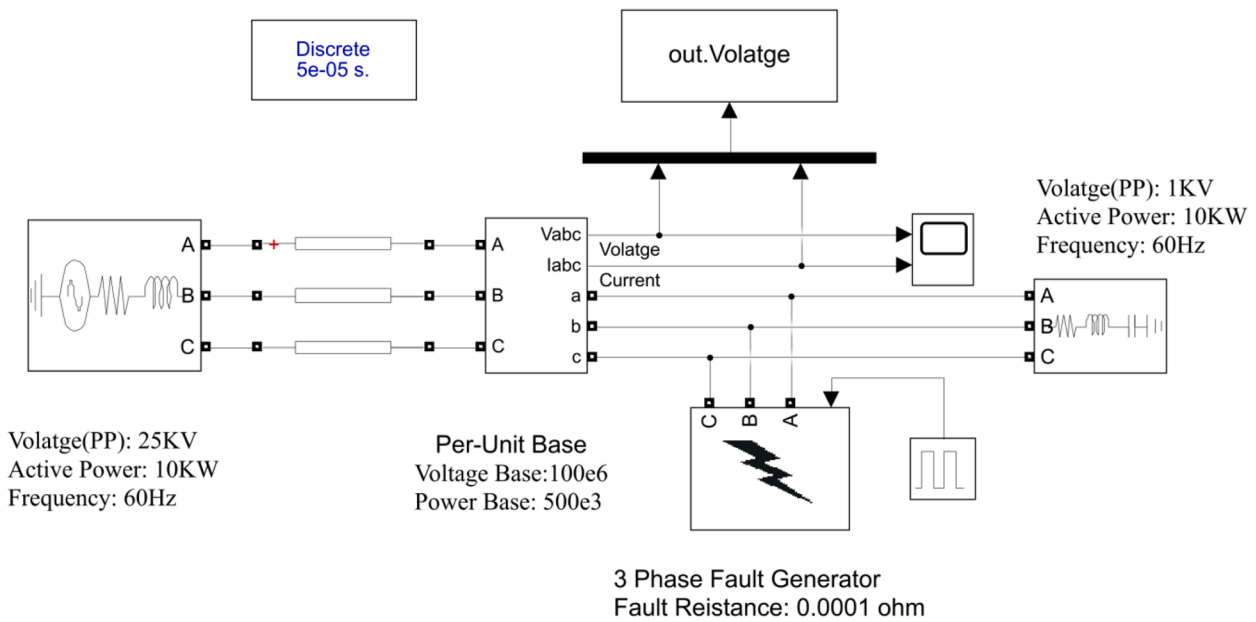 Discrete
5e-05 s.
out.Volatge
Volatge(PP): 1KV
Active Power: 10KW
Frequency: 60Hz
A
B
C
A
B
C
Vabc
Iabc
a
b
c
Volatge
Current
A
B
C
C
B
A
Volatge(PP): 25KV
Active Power: 10KW
Frequency: 60Hz
Per-Unit Base
Voltage Base:100e6
Power Base: 500e3
3 Phase Fault Generator
Fault Reistance: 0.0001 ohm